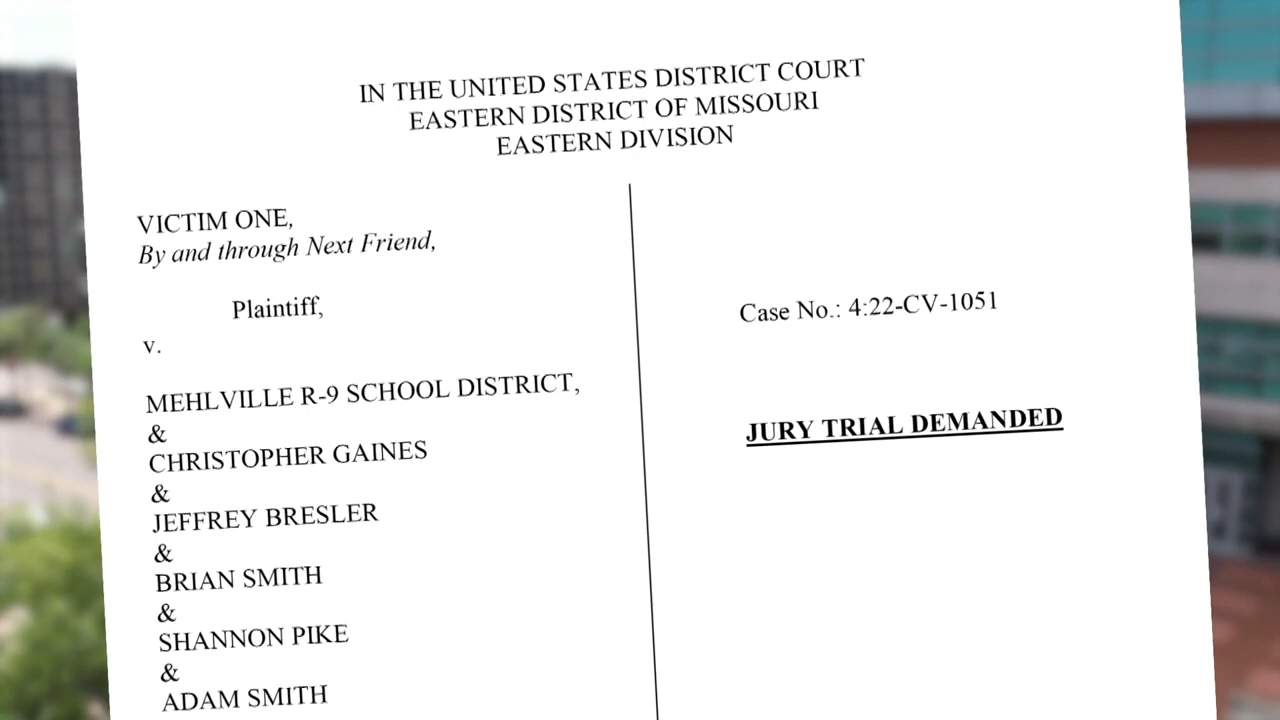 IN THE UNITED STATES DISTRICT COURT
EASTERN DISTRICT OF MISSOURI
EASTERN DIVISION
VICTIM ONE,
By and through Next Friend,
Plaintiff,
v.
MEHLVILLE R-9 SCHOOL DISTRICT,
&
CHRISTOPHER GAINES
&
JEFFREY BRESLER
&
BRIAN SMITH
&
SHANNON PIKE
&
ADAM SMITH
Case No.: 4:22-CV-1051
JURY TRIAL DEMANDED